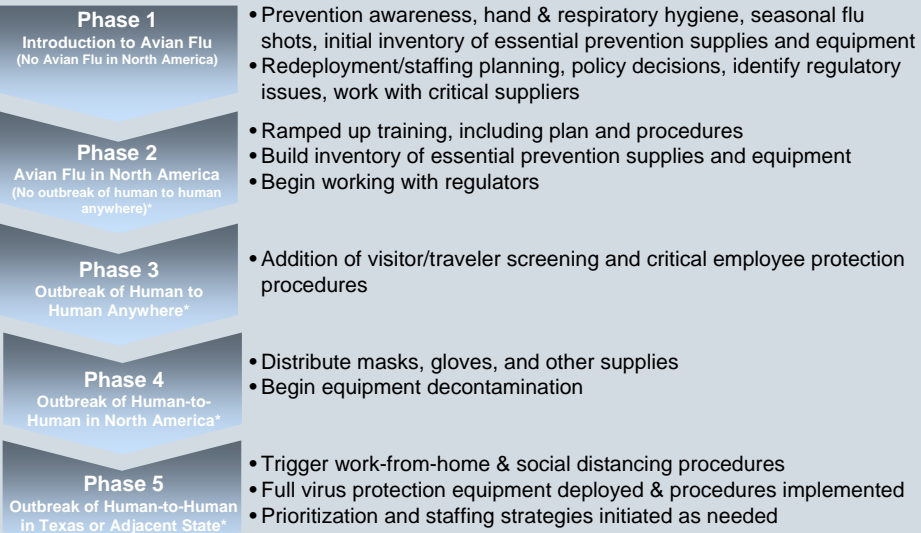 Phase 1
Introduction to Avian Flu
(No Avian Flu in North America)
• Prevention awareness, hand & respiratory hygiene, seasonal flu
shots, initial inventory of essential prevention supplies and equipment
• Redeployment/staffing planning, policy decisions, identify regulatory
issues, work with critical suppliers
Phase 2
Avian Flu in North America
(No outbreak of human to human
anywhere)*
• Ramped up training, including plan and procedures
• Build inventory of essential prevention supplies and equipment
• Begin working with regulators
Phase 3
Outbreak of Human to
Human Anywhere*
• Addition of visitor/traveler screening and critical employee protection
procedures
Phase 4
Outbreak of Human-to-
Human in North America*
• Distribute masks, gloves, and other supplies
• Begin equipment decontamination
Phase 5
Outbreak of Human-to-Human
in Texas or Adjacent State*
• Trigger work-from-home & social distancing procedures
• Full virus protection equipment deployed & procedures implemented
• Prioritization and staffing strategies initiated as needed